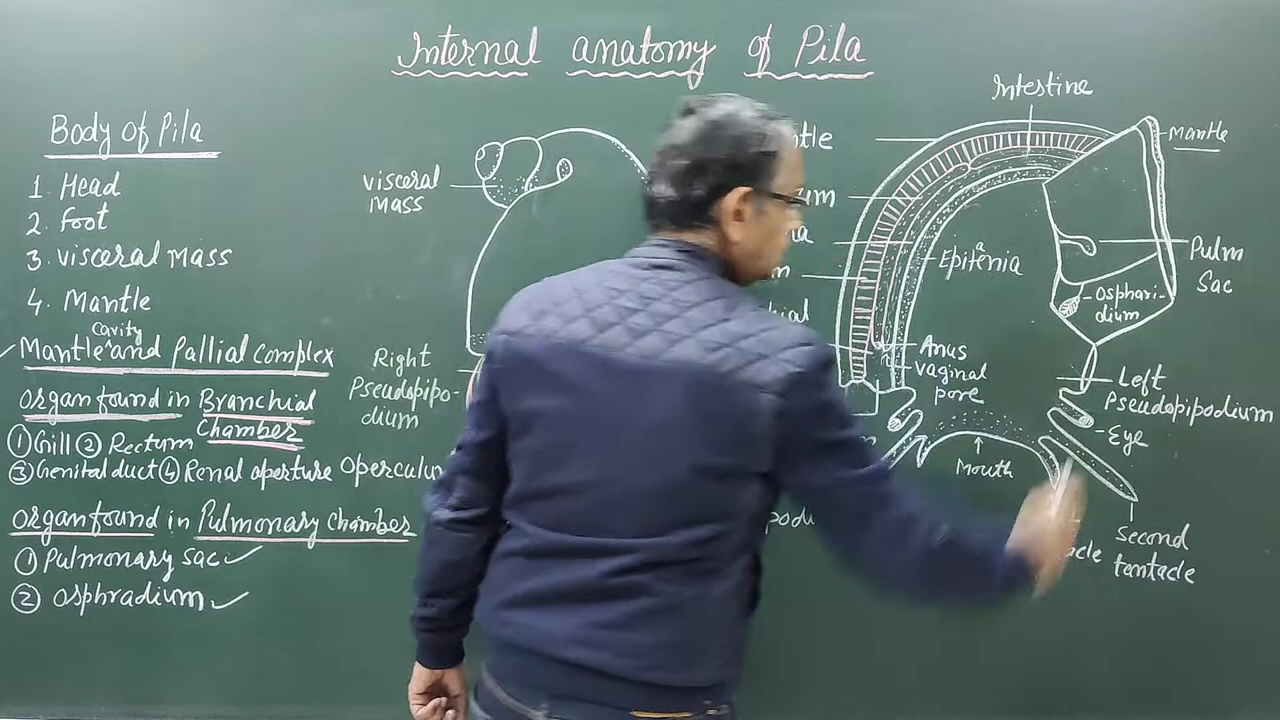 Internal anatomy of Pila
Body of Pila
1. Head
2. Foot
3. visceral Mass
4. Mantle
cavity
Mantle and Pallial Complex
organ found in Branchial
Chamber
① Gill ② Rectum
③ Genital duct ④ Renal aperture
organ found in Pulmonary Chamber
① Pulmonary sac
② Osphradium
visceral
Mass
Right
Pseudopipo-
dium
Intestine
Mantle
Epitenia
a
Pulm
Sac
Osphari-
dium
Anus
vaginal
pore
Left
Pseudopipodium
Eye
Mouth
Second
tentacle